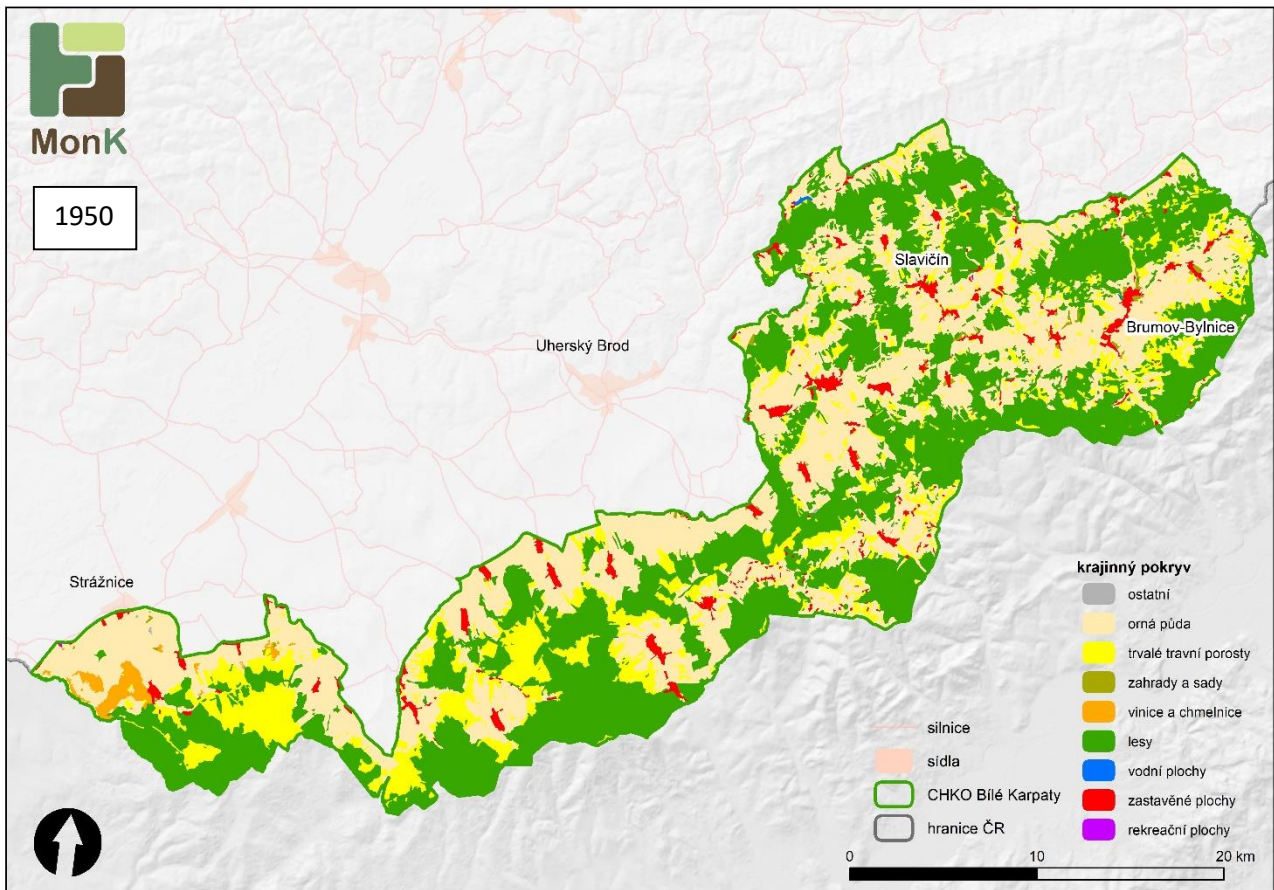 MonK
1950
Slavičín
Brumov-Bylnice
Uherský Brod
Strážnice
krajinný pokryv
ostatní
orná půda
trvalé travní porosty
zahrady a sady
vinice a chmelnice
lesy
vodní plochy
zastavěné plochy
rekreační plochy
silnice
sídla
CHKO Bílé Karpaty
hranice ČR
0 10 20 km